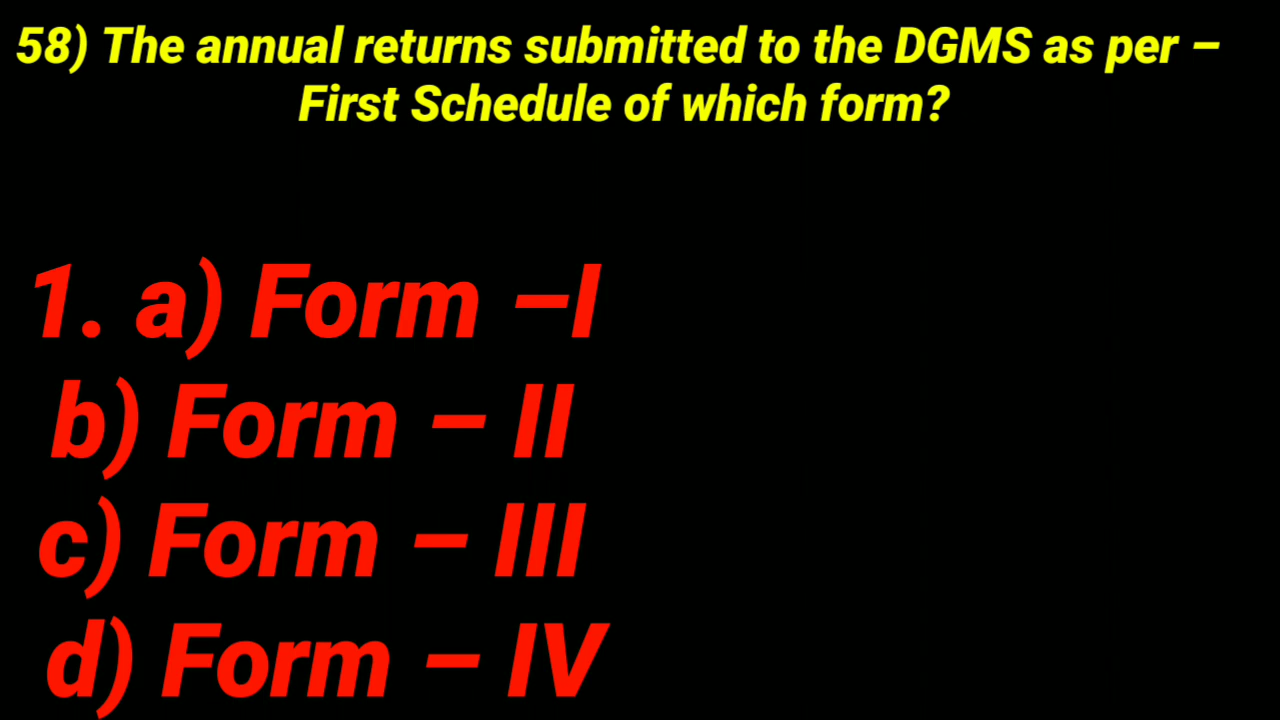 58) The annual returns submitted to the DGMS as per –
First Schedule of which form?
1. a) Form –I
b) Form – II
c) Form – III
d) Form – IV